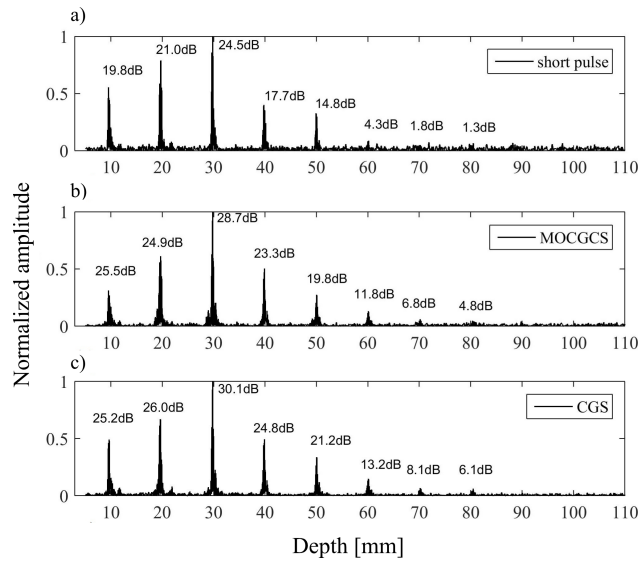 a)
1
0.5
0
19.8dB
21.0dB
24.5dB
17.7dB
14.8dB
4.3dB
1.8dB
1.3dB
short pulse
10 20 30 40 50 60 70 80 90 100 110
b)
1
0.5
0
25.5dB
24.9dB
28.7dB
23.3dB
19.8dB
11.8dB
6.8dB
4.8dB
MOCGCS
10 20 30 40 50 60 70 80 90 100 110
Normalized amplitude
c)
1
0.5
0
25.2dB
26.0dB
30.1dB
24.8dB
21.2dB
13.2dB
8.1dB
6.1dB
CGS
10 20 30 40 50 60 70 80 90 100 110
Depth [mm]